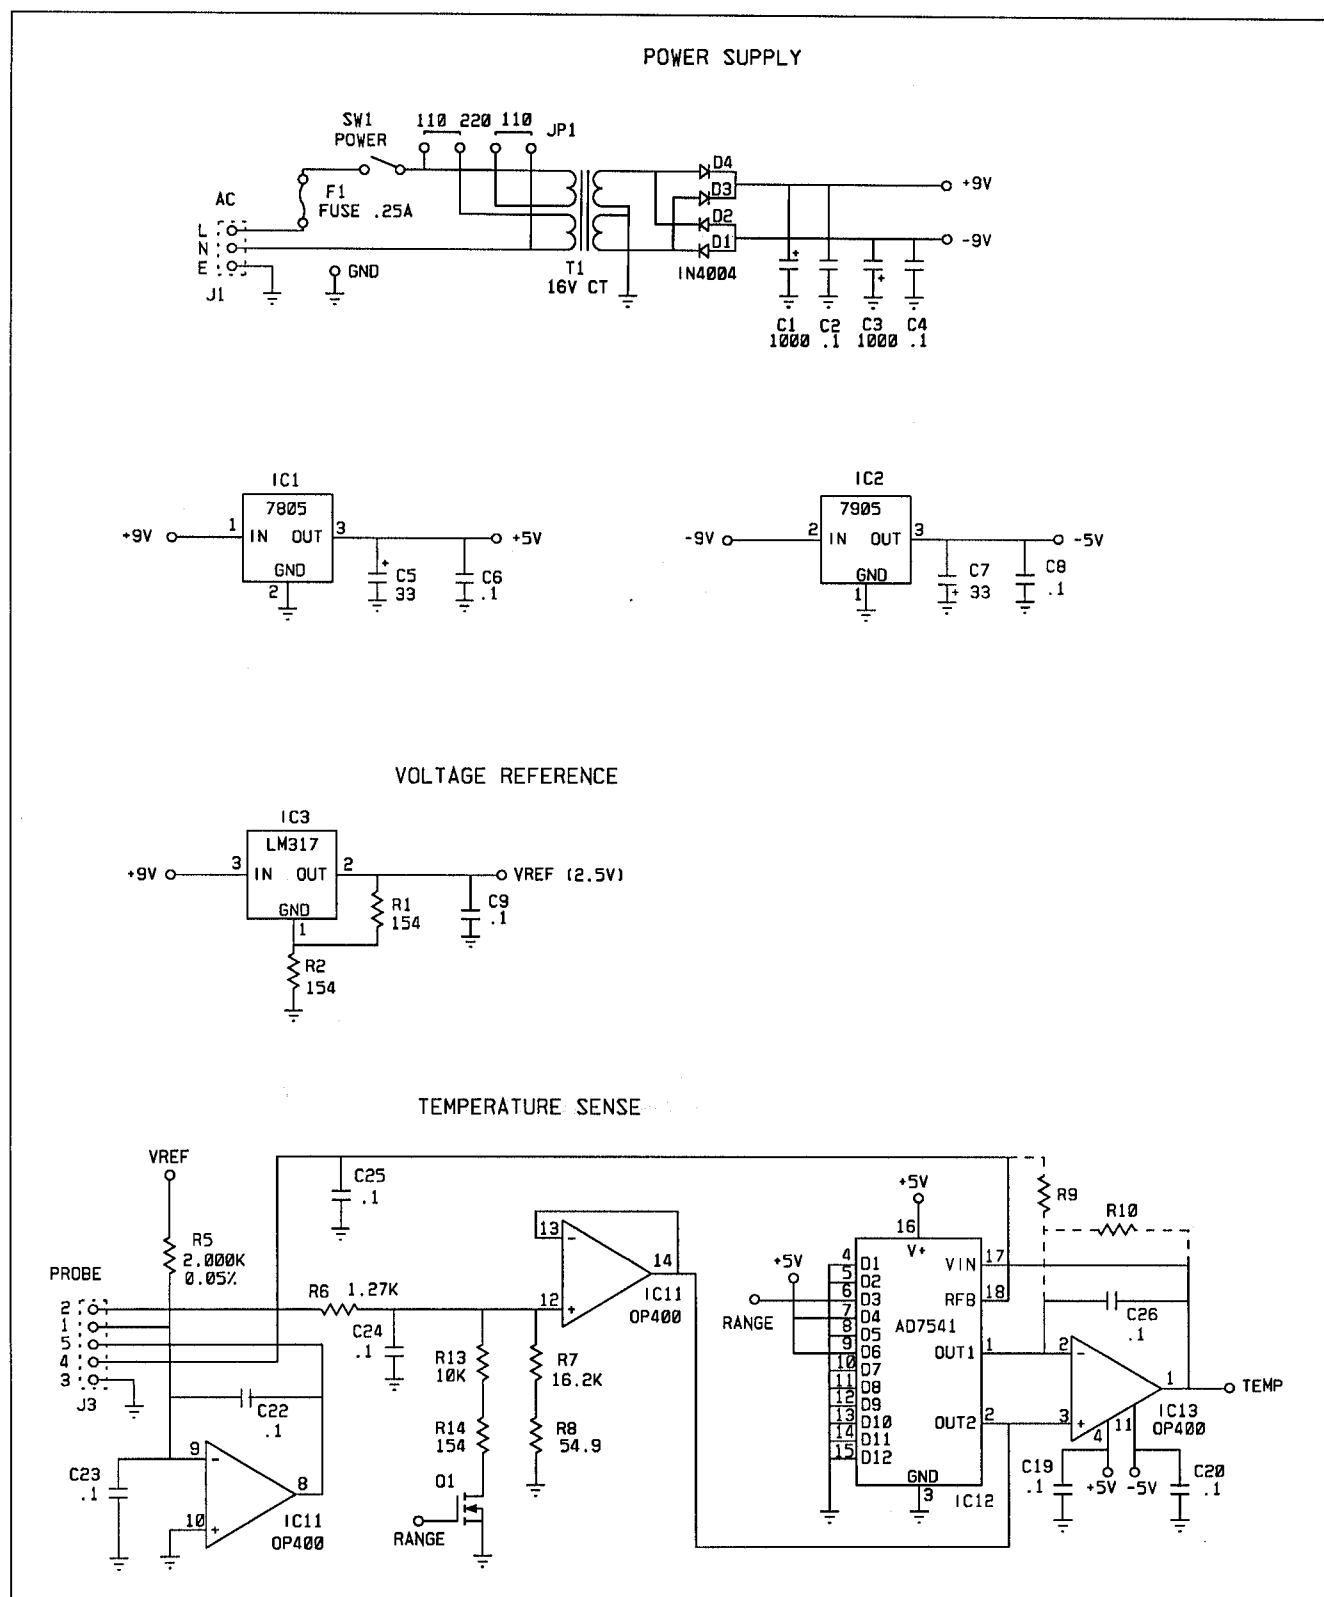 POWER SUPPLY
SW1
POWER
110 220 110
JP1
F1
FUSE .25A
AC
L
N
E
J1
GND
T1
16V CT
D4
D3
D2
D1
1N4004
+9V
-9V
C1
1000
C2
.1
C3
1000
C4
.1
IC1
7805
+9V
1
IN OUT
3
+5V
GND
2
+
C5
33
C6
.1
IC2
7905
-9V
2
IN OUT
3
-5V
GND
1
+
C7
33
C8
.1
VOLTAGE REFERENCE
IC3
LM317
+9V
3
IN OUT
2
VREF (2.5V)
GND
1
R1
154
C9
.1
R2
154
TEMPERATURE SENSE
VREF
C25
.1
R5
2.000K
0.05%
PROBE
2
1
5
4
3
J3
R6 1.27K
C24
.1
C22
.1
C23
.1
9
-
8
10
+
IC11
OP400
R13
10K
R14
154
Q1
RANGE
R7
16.2K
R8
54.9
13
-
14
12
+
IC11
OP400
+5V
16
V+
+5V
RANGE
4 D1
5 D2
6 D3
7 D4
8 D5
9 D6
10 D7
11 D8
12 D9
13 D10
14 D11
15 D12
VIN 17
RFB 18
AD7541
OUT1 1
OUT2 2
GND
3
IC12
R9
R10
C26
.1
2
-
1
3
+
TEMP
IC13
OP400
4
11
C19
.1
+5V
-5V
C20
.1